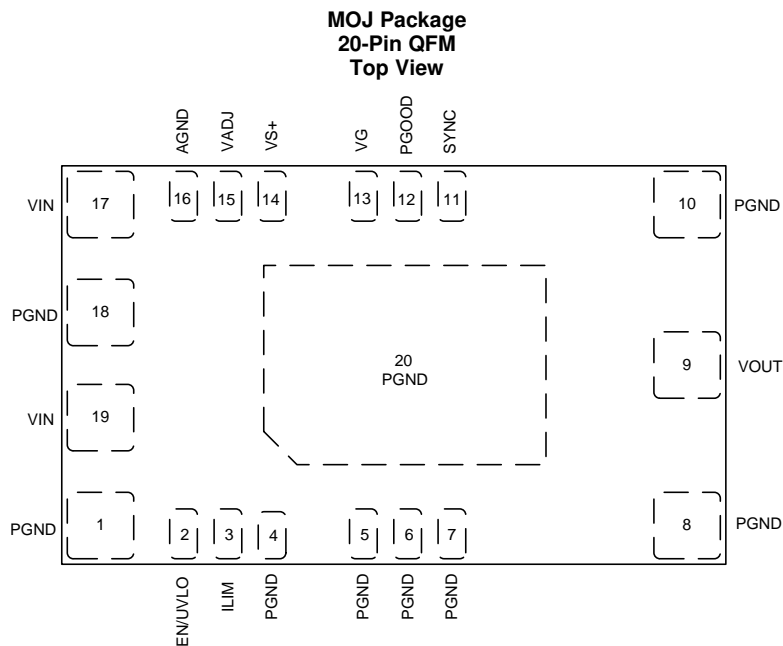 MOJ Package
20-Pin QFM
Top View
AGND
VADJ
VS+
VG
PGOOD
SYNC
VIN
17
16
15
14
13
12
11
10
PGND
PGND
18
20
PGND
9
VOUT
VIN
19
PGND
1
2
3
4
5
6
7
8
PGND
EN/UVLO
ILIM
PGND
PGND
PGND
PGND